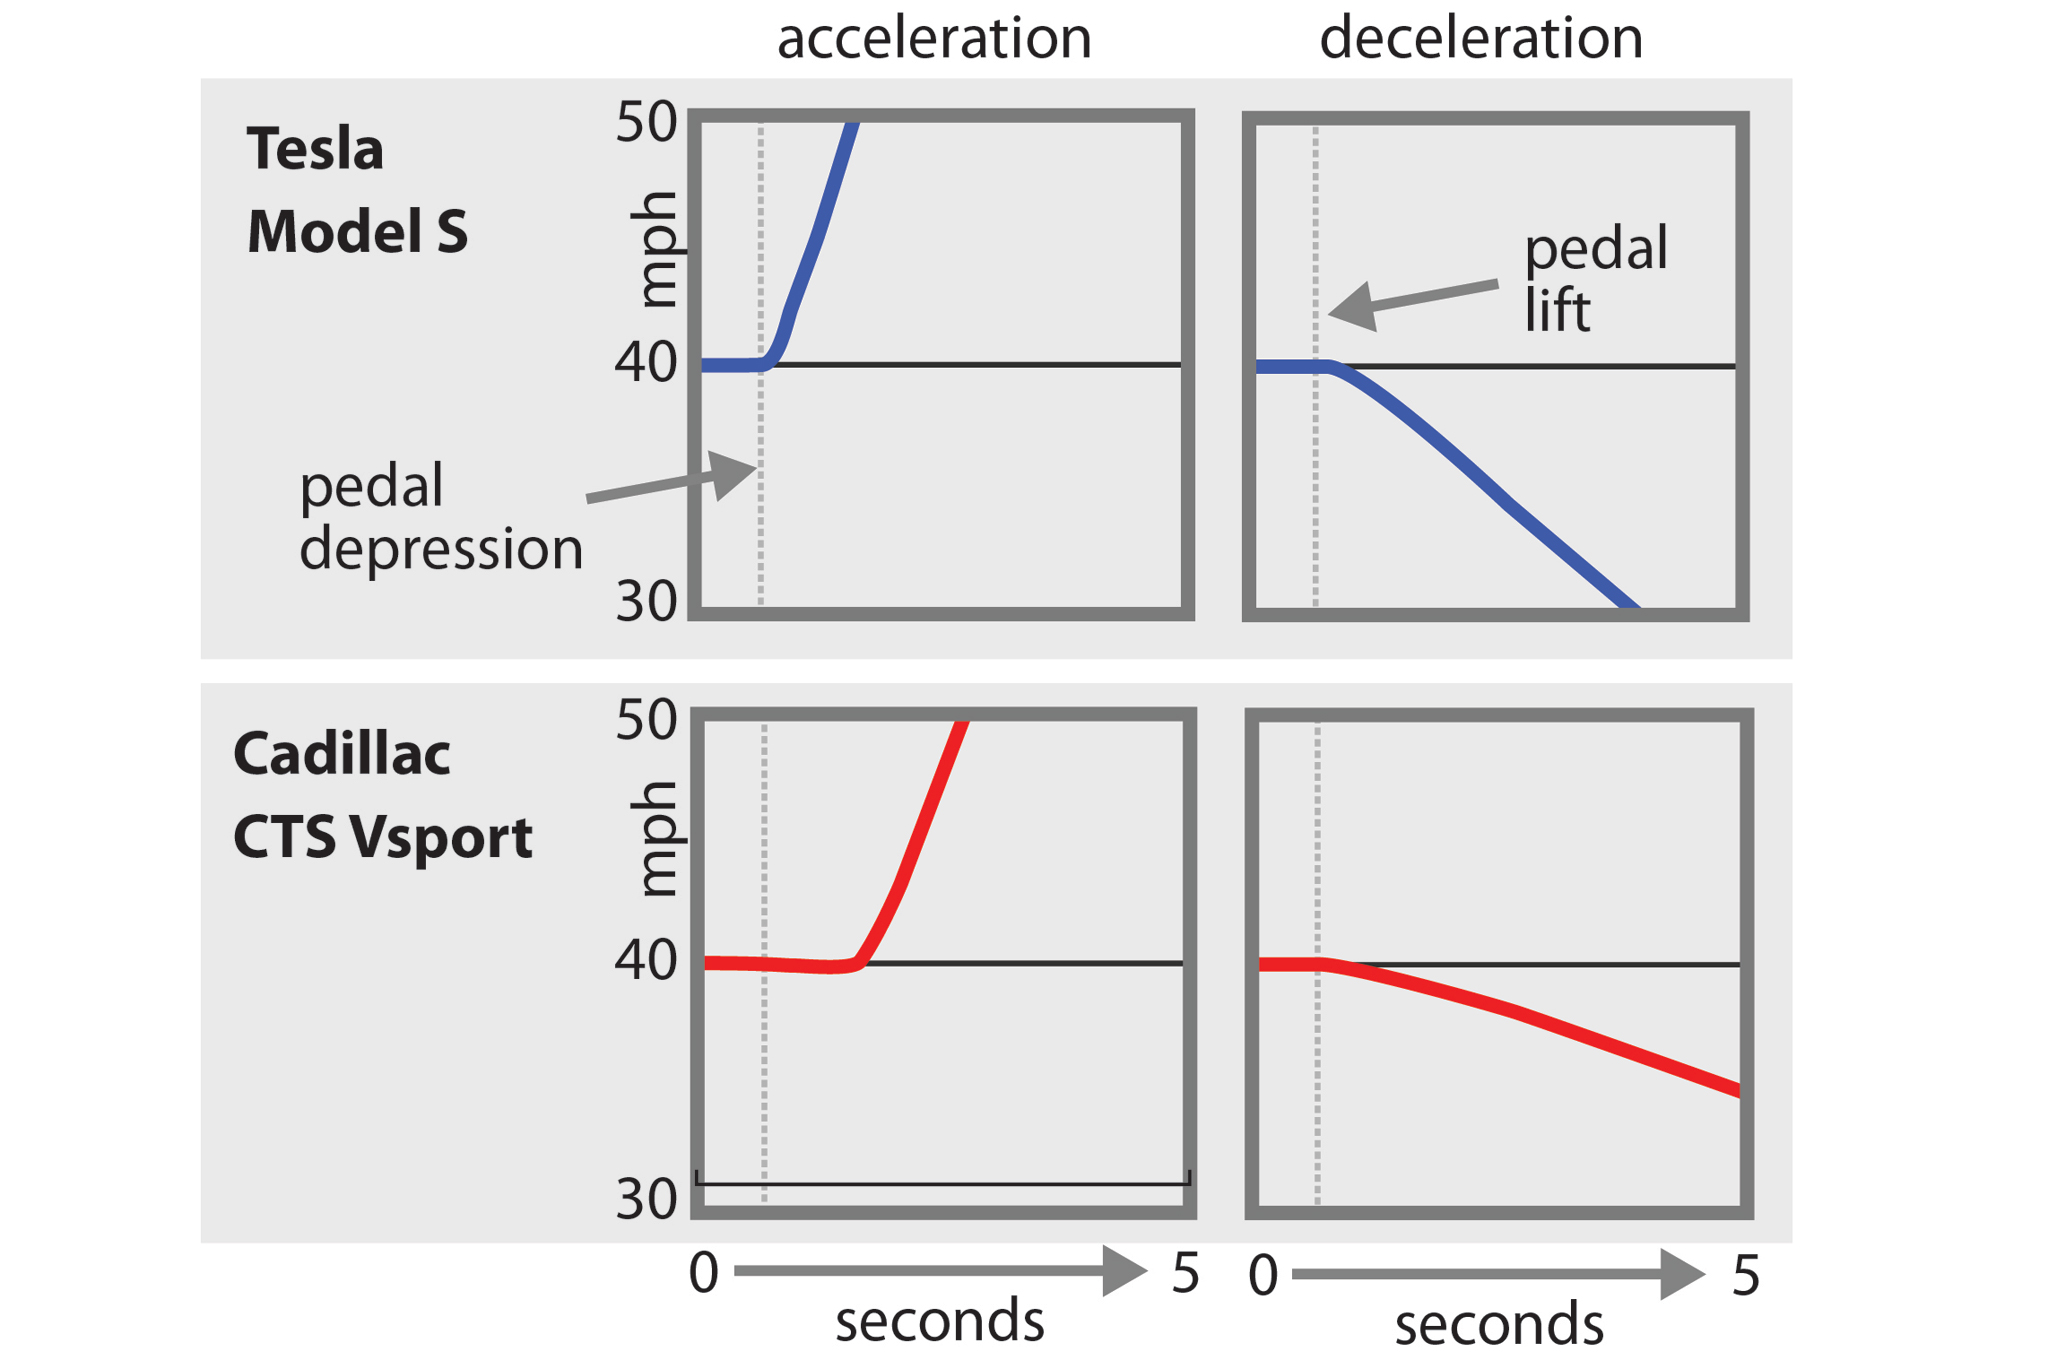 acceleration
deceleration
Tesla
Model S
50
mph
40
30
pedal
depression
pedal
lift
Cadillac
CTS Vsport
50
mph
40
30
0
5
seconds
0
5
seconds